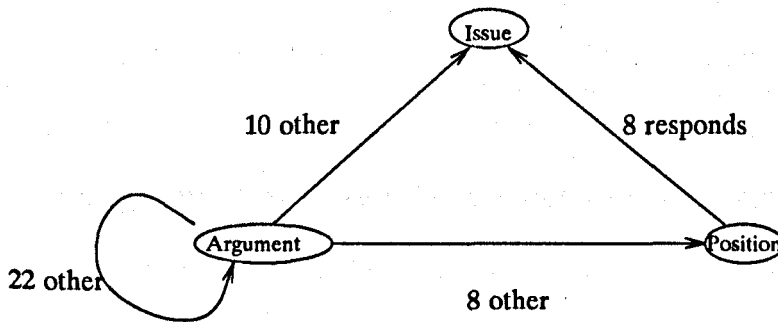 Issue
10 other
8 responds
Argument
Position
22 other
8 other